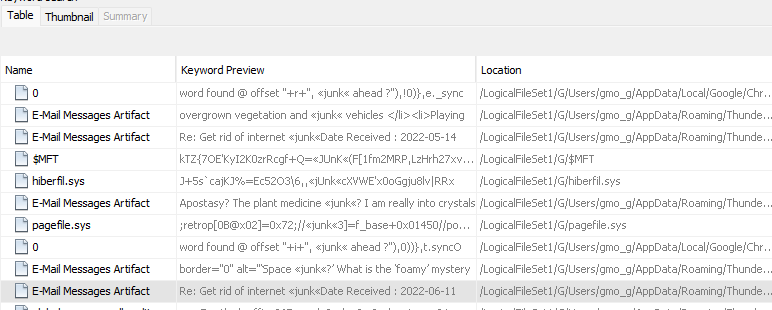 Table Thumbnail Summary
Name Keyword Preview Location
0 word found @ offset "+r+", «junk« ahead ?"),!0)},e._sync /LogicalFileSet1/G/Users/gmo_g/AppData/Local/Google/Chr...
E-Mail Messages Artifact overgrown vegetation and «junk« vehicles </li><li>Playing /LogicalFileSet1/G/Users/gmo_g/AppData/Roaming/Thunde...
E-Mail Messages Artifact Re: Get rid of internet «junk«Date Received : 2022-05-14 /LogicalFileSet1/G/Users/gmo_g/AppData/Roaming/Thunde...
$MFT kTZ{7OE'KyI2K0zrRcgf+Q=«JUnK«(F[1fm2MRP,LzHrh27xv... /LogicalFileSet1/G/$MFT
hiberfil.sys J+5s`cajKJ%=Ec52O3\6,,«jUnk«cXVWE'x0oGgju8lv|RRx /LogicalFileSet1/G/hiberfil.sys
E-Mail Messages Artifact Apostasy? The plant medicine «junk«? I am really into crystals /LogicalFileSet1/G/Users/gmo_g/AppData/Roaming/Thunde...
pagefile.sys ;retrop[0B@x02]=0x72;//«junk«3]=f_base+0x01450//po... /LogicalFileSet1/G/pagefile.sys
0 word found @ offset "+i+", «junk« ahead ?"),0))},t.syncO /LogicalFileSet1/G/Users/gmo_g/AppData/Local/Google/Chr...
E-Mail Messages Artifact border="0" alt="'Space «junk«?' What is the 'foamy' mystery /LogicalFileSet1/G/Users/gmo_g/AppData/Roaming/Thunde...
E-Mail Messages Artifact Re: Get rid of internet «junk«Date Received : 2022-06-11 /LogicalFileSet1/G/Users/gmo_g/AppData/Roaming/Thunde...